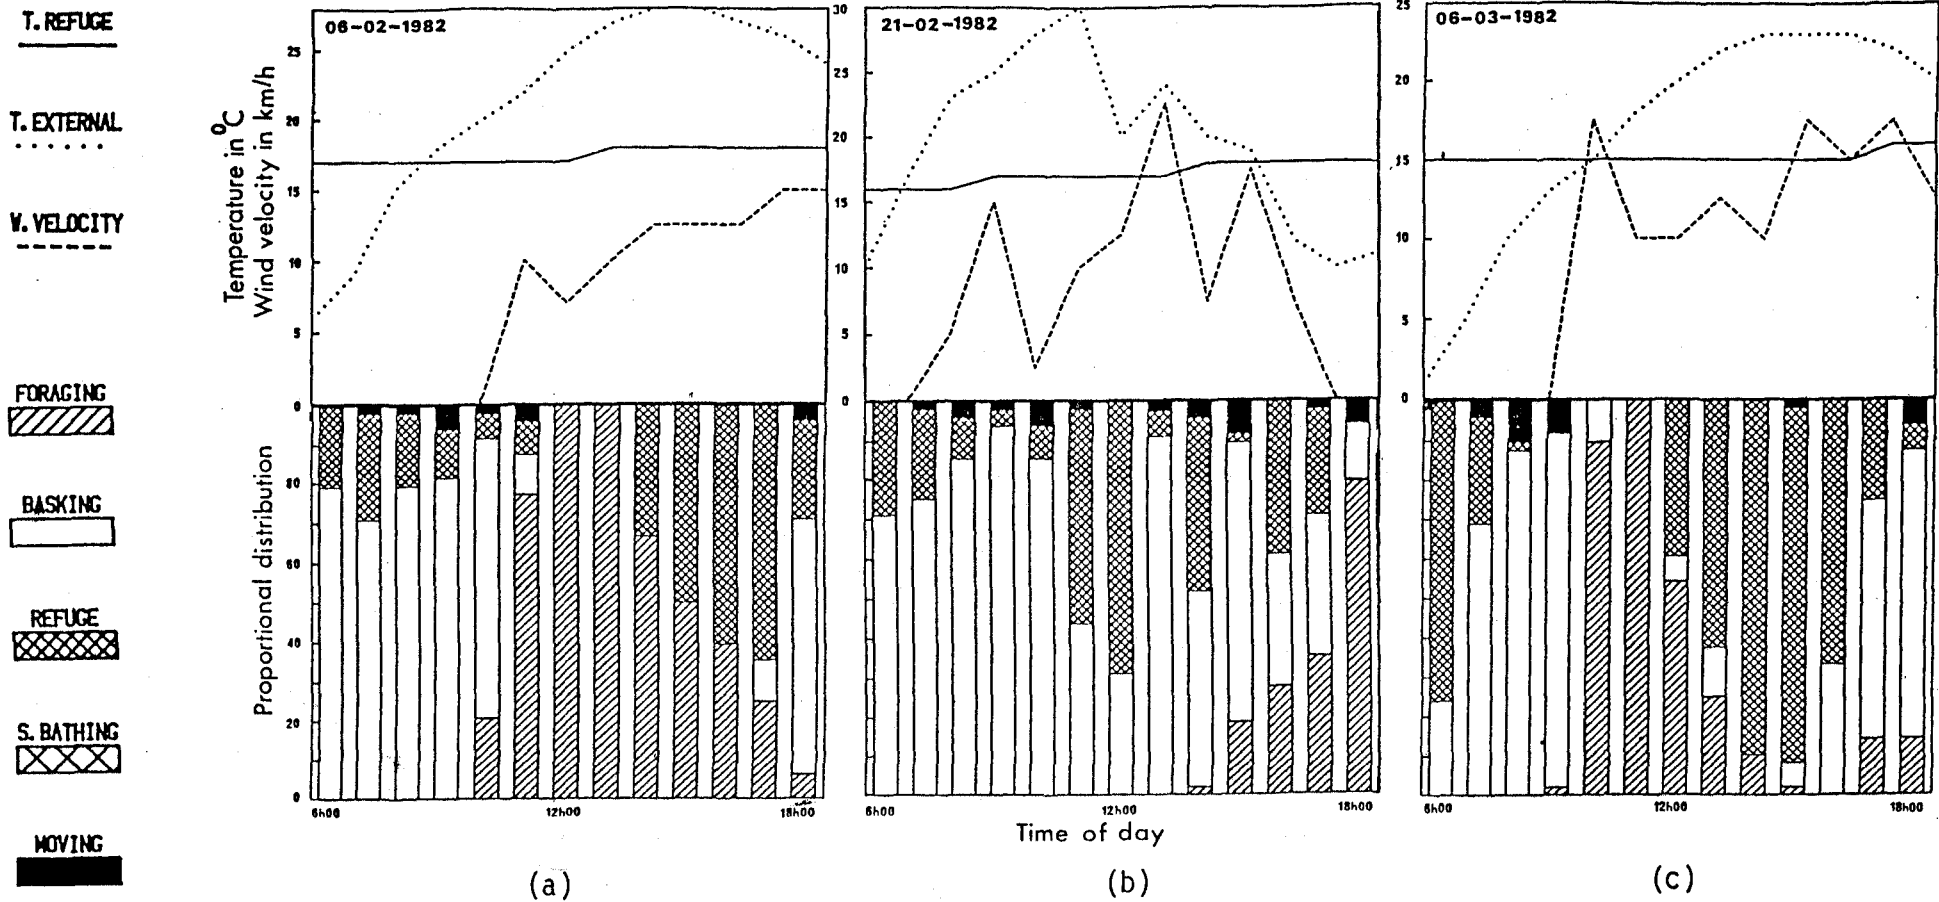 T. REFUGE
T. EXTERNAL
W. VELOCITY
FORAGING
BASKING
REFUGE
S. BATHING
MOVING
Temperature in °C
Wind velocity in km/h
Proportional distribution
06-02-1982
25
20
15
10
5
0
80
60
40
20
0
6h00
12h00
18h00
(a)
21-02-1982
30
25
20
15
10
5
0
6h00
12h00
18h00
Time of day
(b)
06-03-1982
25
20
15
10
5
0
6h00
12h00
18h00
(c)